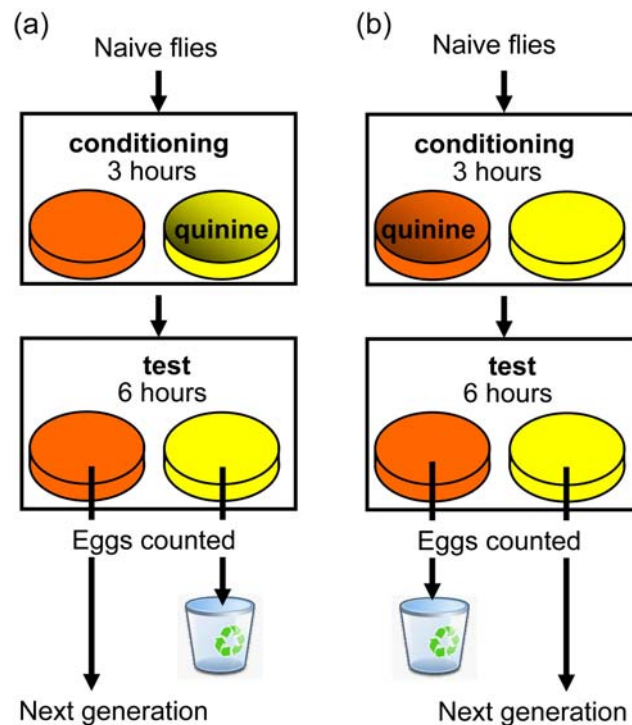 (a)
Naive flies
conditioning
3 hours
quinine
test
6 hours
Eggs counted
Next generation
(b)
Naive flies
conditioning
3 hours
quinine
test
6 hours
Eggs counted
Next generation